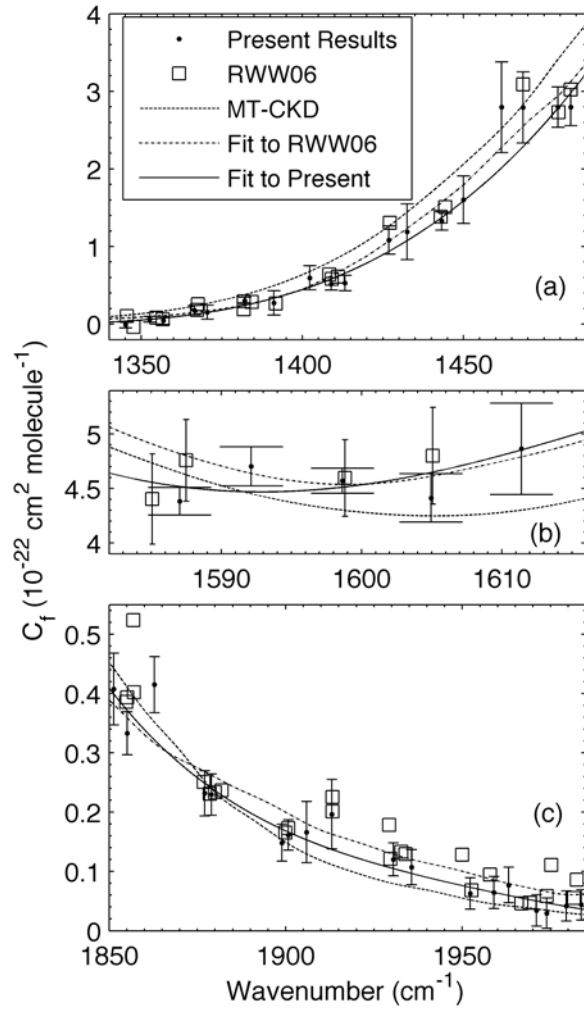 4
3
2
1
0
Present Results
RWW06
MT-CKD
Fit to RWW06
Fit to Present
(a)
1350
1400
1450
5
4.5
4
(b)
1590
1600
1610
C_f (10^-22 cm^2 molecule^-1)
0.5
0.4
0.3
0.2
0.1
0
(c)
1850
1900
1950
Wavenumber (cm^-1)